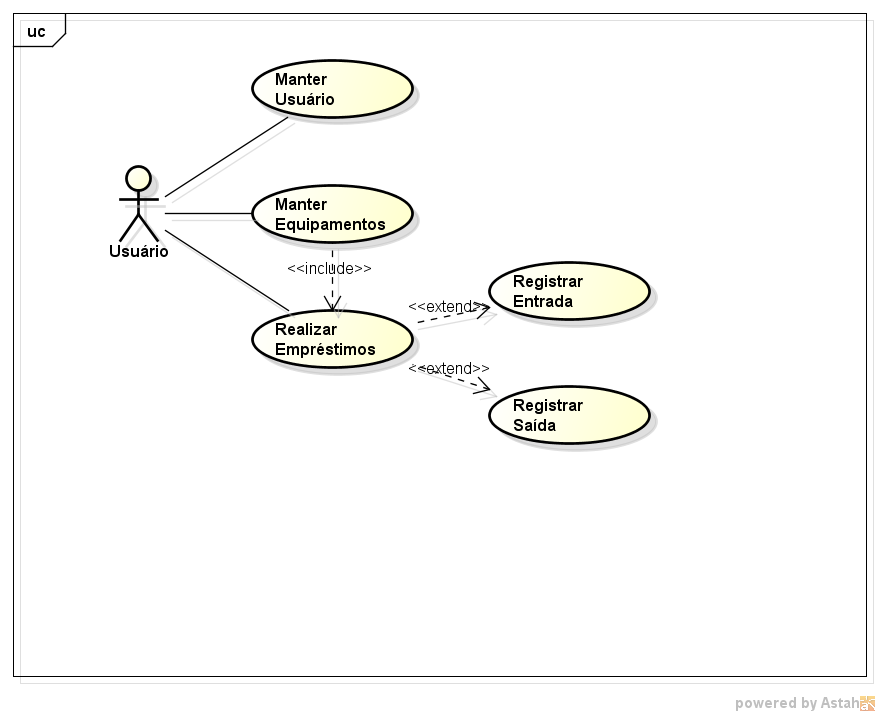 uc
Manter
Usuário
Manter
Equipamentos
Usuário
<<include>>
Registrar
Entrada
<<extend>>
Realizar
Empréstimos
<<extend>>
Registrar
Saída
powered by Astah